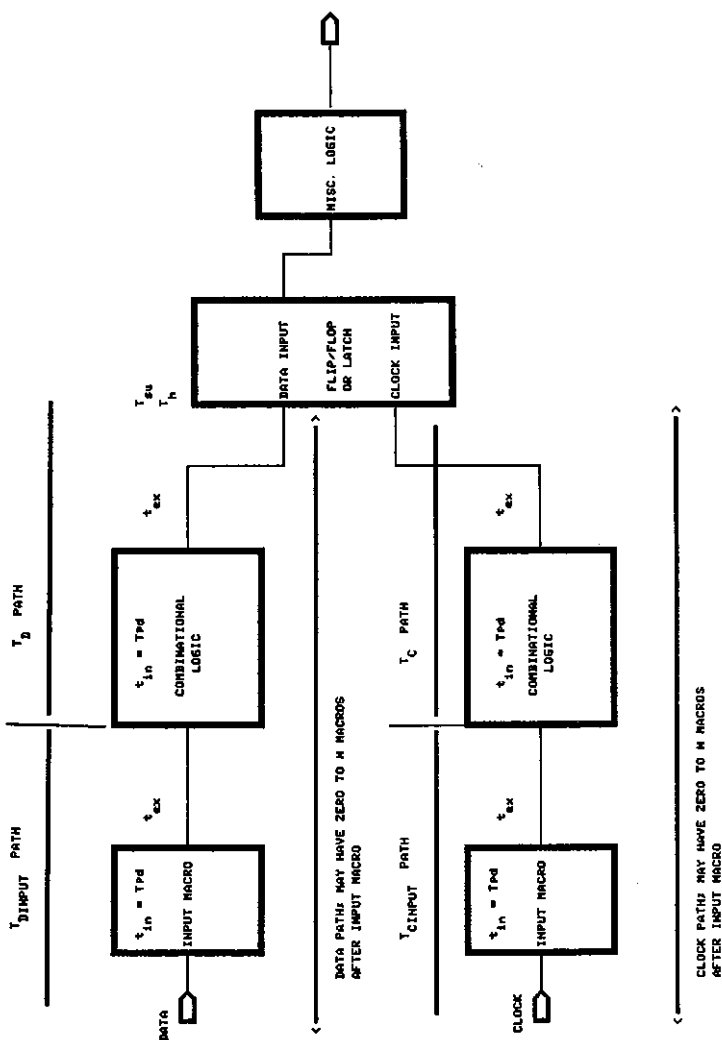 T_DINPUT PATH
T_D PATH
T_su
T_h
DATA
t_in = Tpd
INPUT MACRO
t_ex
t_in = Tpd
COMBINATIONAL
LOGIC
t_ex
DATA INPUT
FLIP/FLOP
OR LATCH
CLOCK INPUT
MISC. LOGIC
DATA PATH: MAY HAVE ZERO TO N MACROS
AFTER INPUT MACRO
T_CINPUT PATH
T_C PATH
CLOCK
t_in = Tpd
INPUT MACRO
t_ex
t_in = Tpd
COMBINATIONAL
LOGIC
t_ex
CLOCK PATH: MAY HAVE ZERO TO N MACROS
AFTER INPUT MACRO